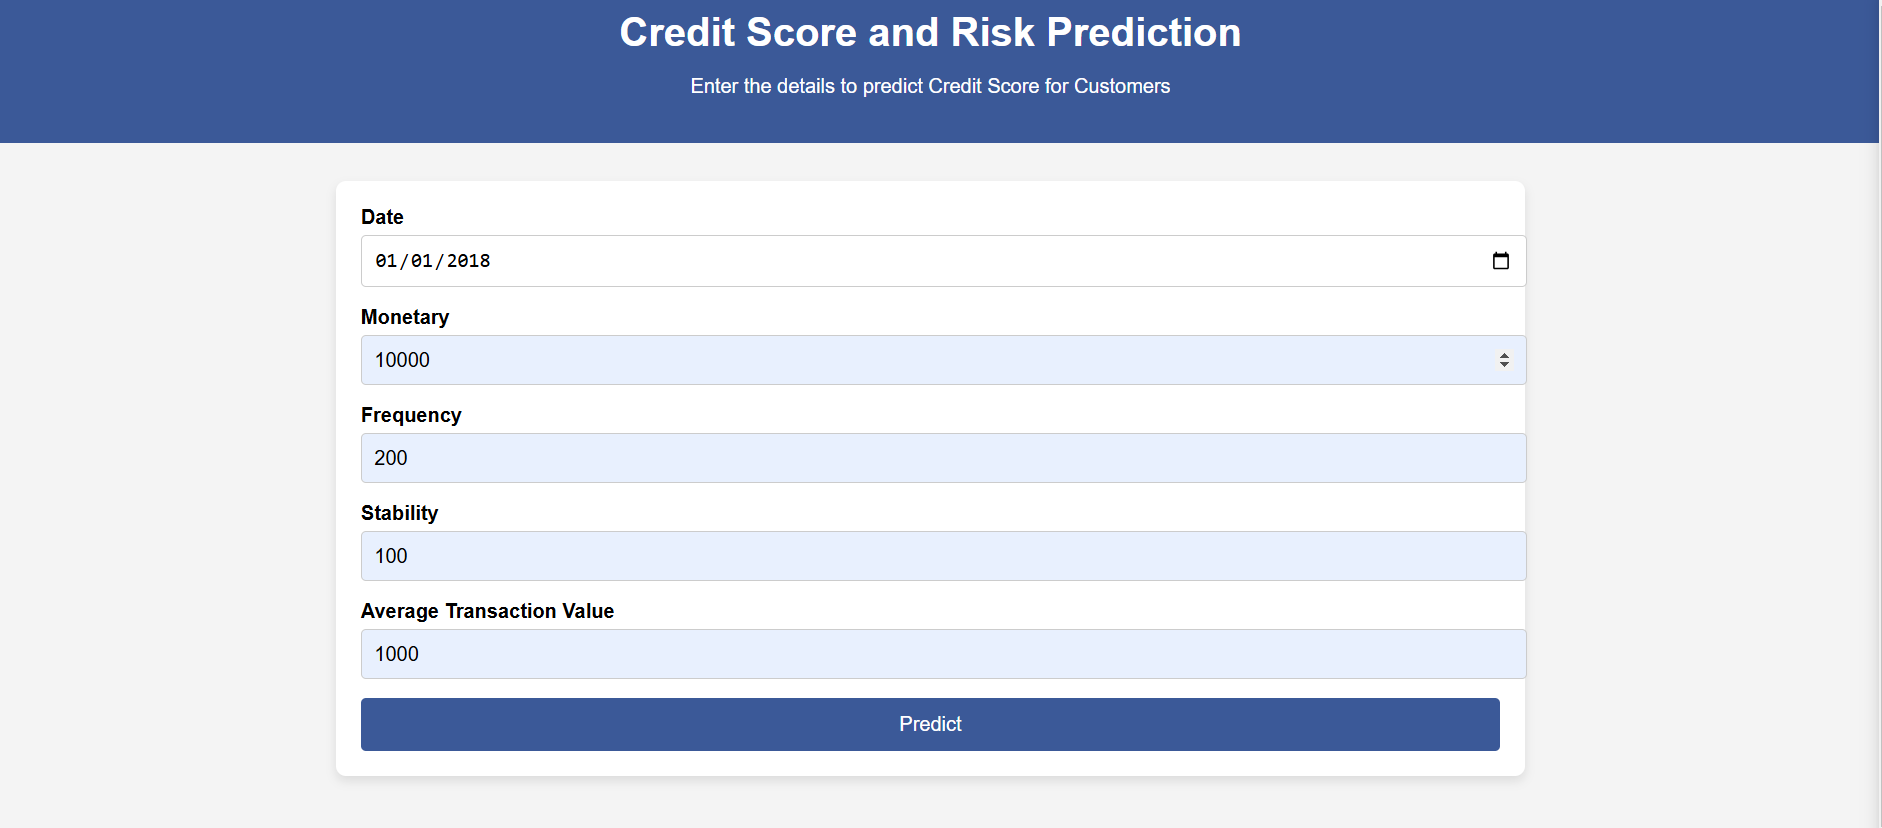 Credit Score and Risk Prediction
Enter the details to predict Credit Score for Customers
Date
01/01/2018
Monetary
10000
Frequency
200
Stability
100
Average Transaction Value
1000
Predict